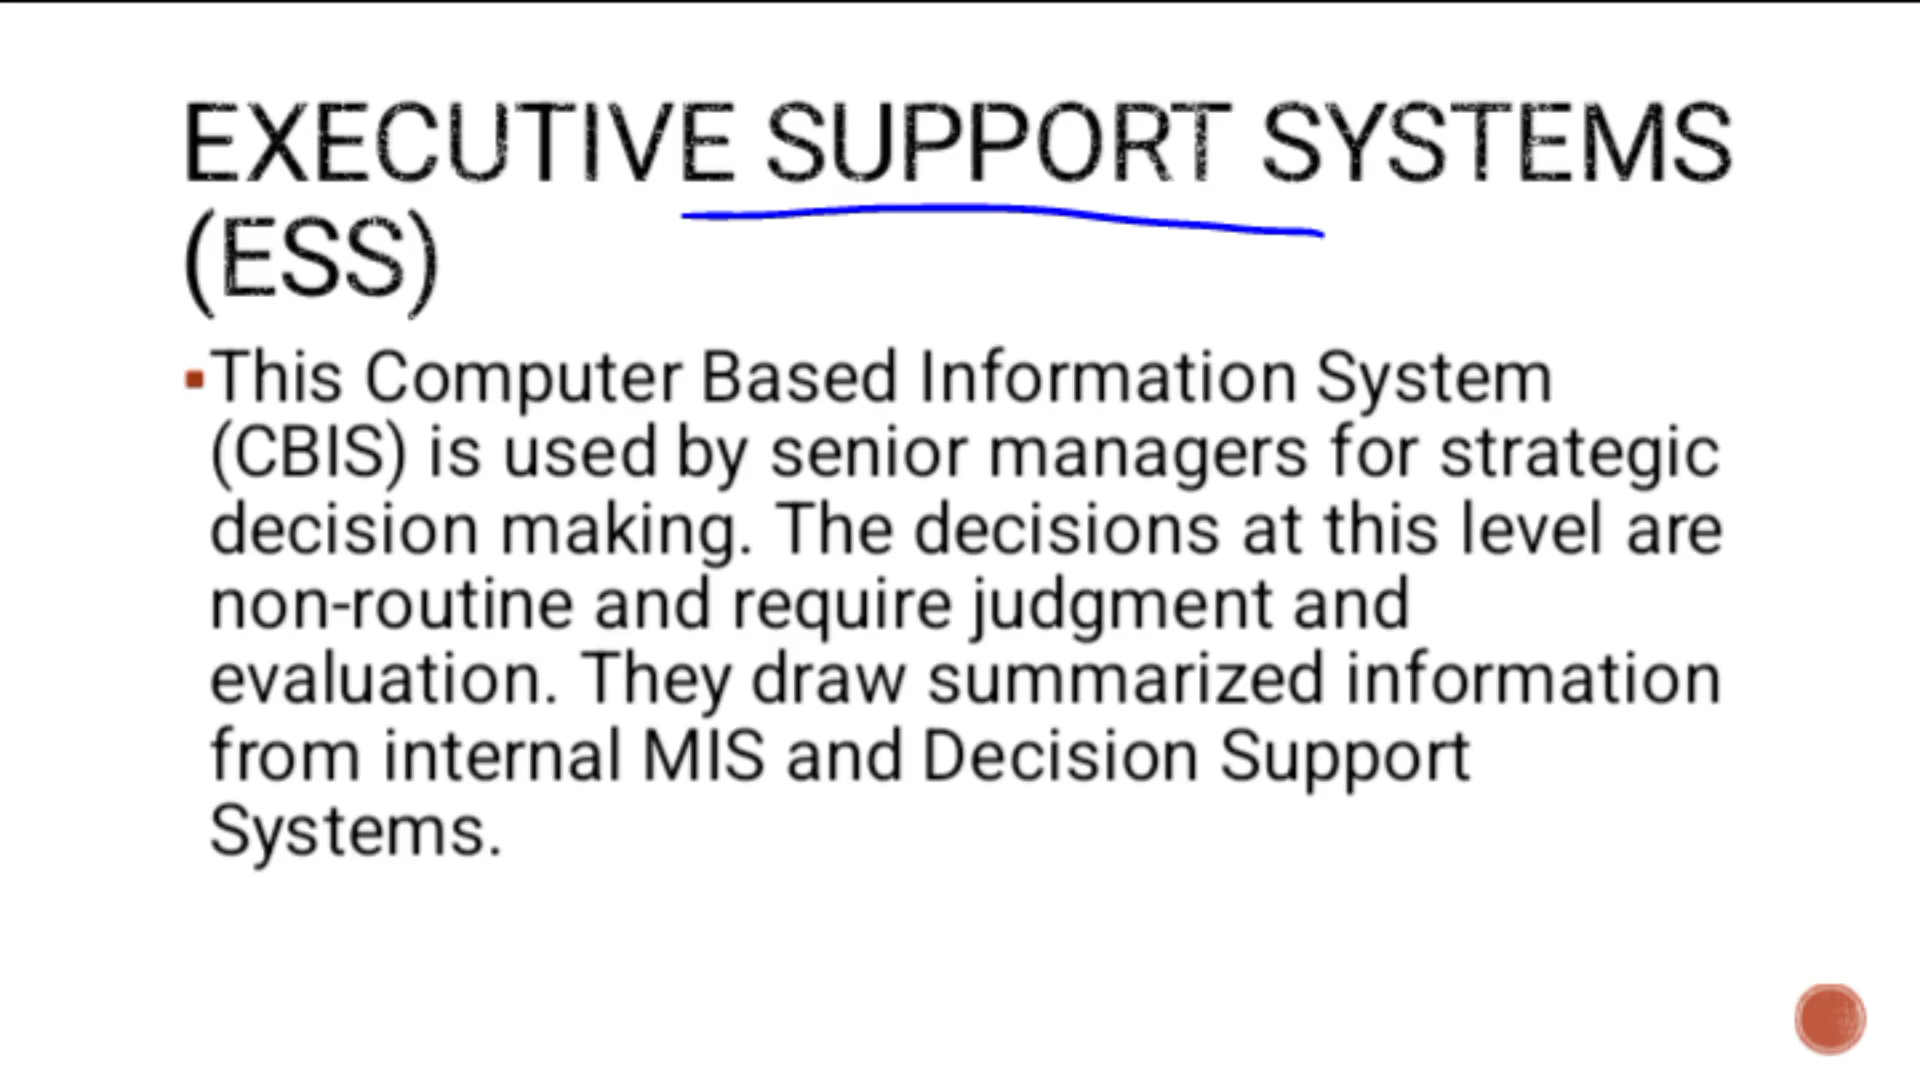 EXECUTIVE SUPPORT SYSTEMS
(ESS)
▪This Computer Based Information System
(CBIS) is used by senior managers for strategic
decision making. The decisions at this level are
non-routine and require judgment and
evaluation. They draw summarized information
from internal MIS and Decision Support
Systems.